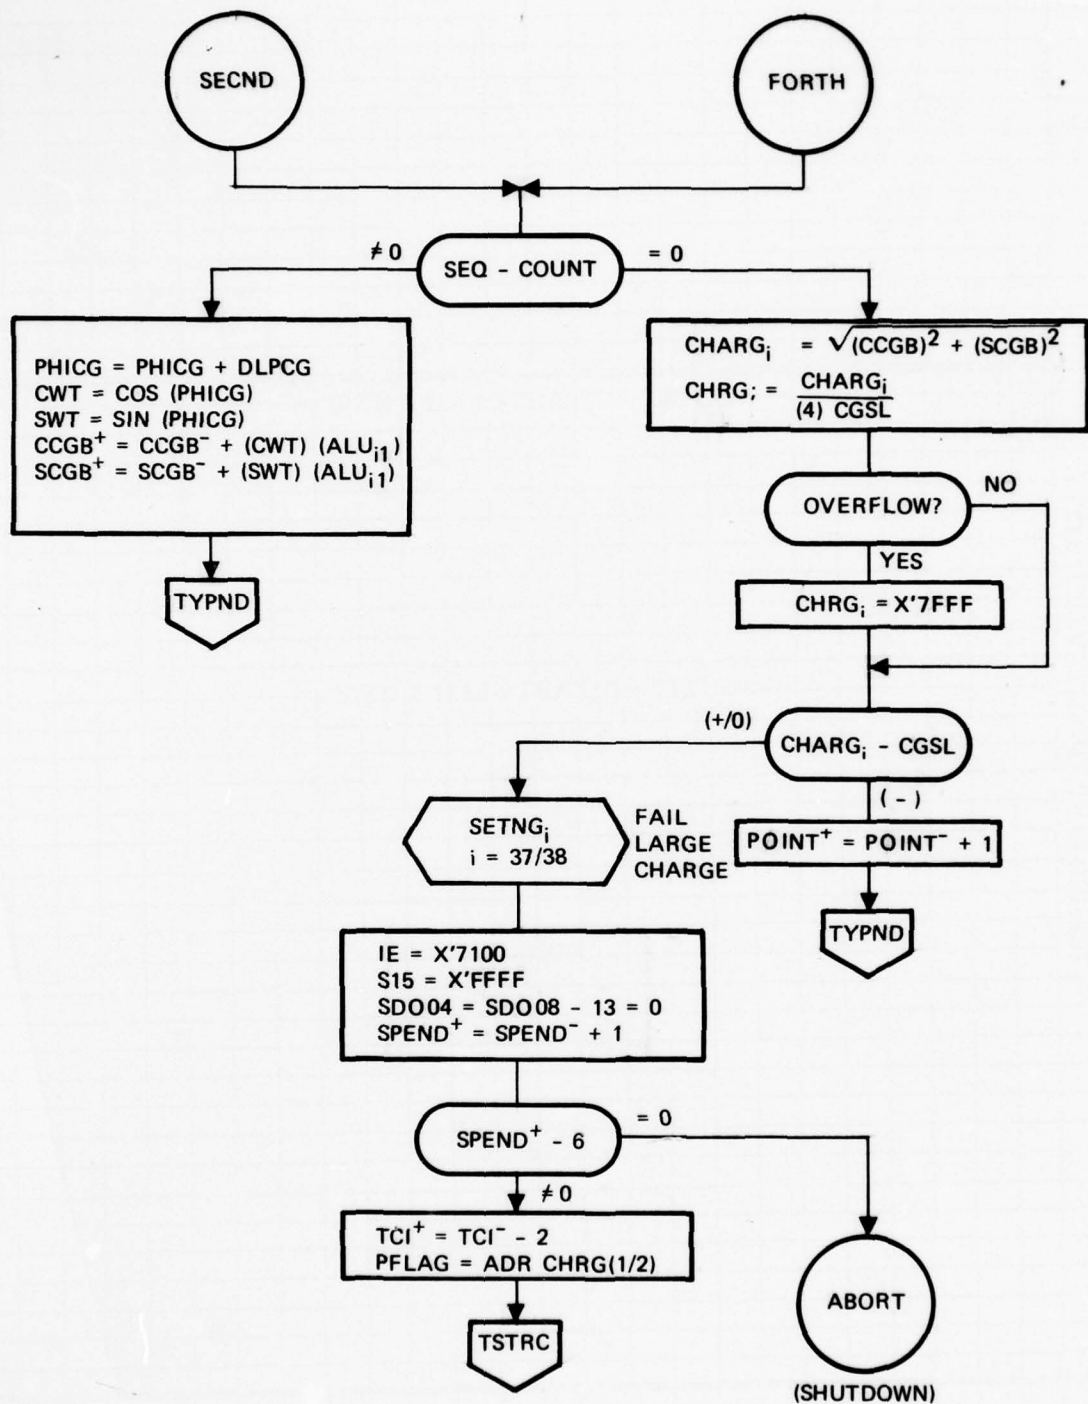 SECND
FORTH
≠ 0
SEQ - COUNT
= 0
PHICG = PHICG + DLPCG
CWT = COS (PHICG)
SWT = SIN (PHICG)
CCGB⁺ = CCGB⁻ + (CWT) (ALUᵢ₁)
SCGB⁺ = SCGB⁻ + (SWT) (ALUᵢ₁)
TYPND
CHARGᵢ = √(CCGB)² + (SCGB)²
CHRG; = CHARGᵢ
(4) CGSL
OVERFLOW?
NO
YES
CHRGᵢ = X'7FFF
(+/0)
CHARGᵢ - CGSL
(-)
SETNGᵢ
i = 37/38
FAIL
LARGE
CHARGE
POINT⁺ = POINT⁻ + 1
TYPND
IE = X'7100
S15 = X'FFFF
SDO04 = SDO08 - 13 = 0
SPEND⁺ = SPEND⁻ + 1
SPEND⁺ - 6
= 0
≠ 0
TCI⁺ = TCI⁻ - 2
PFLAG = ADR CHRG(1/2)
TSTRC
ABORT
(SHUTDOWN)